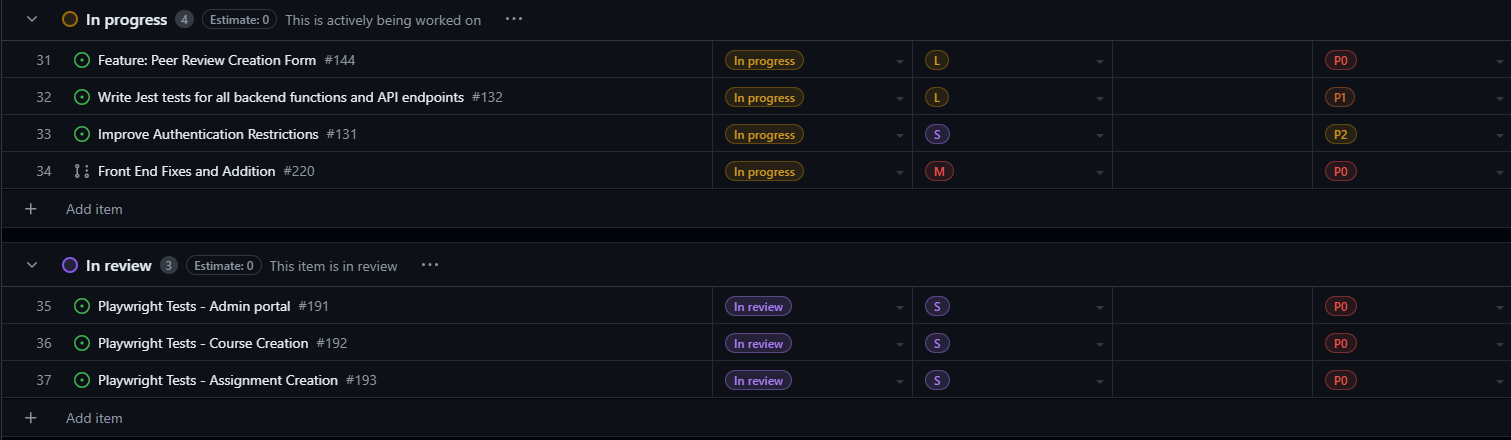 In progress 4 Estimate: 0 This is actively being worked on ...
31 Feature: Peer Review Creation Form #144 In progress L P0
32 Write Jest tests for all backend functions and API endpoints #132 In progress L P1
33 Improve Authentication Restrictions #131 In progress S P2
34 Front End Fixes and Addition #220 In progress M P0
+ Add item
In review 3 Estimate: 0 This item is in review ...
35 Playwright Tests - Admin portal #191 In review S P0
36 Playwright Tests - Course Creation #192 In review S P0
37 Playwright Tests - Assignment Creation #193 In review S P0
+ Add item